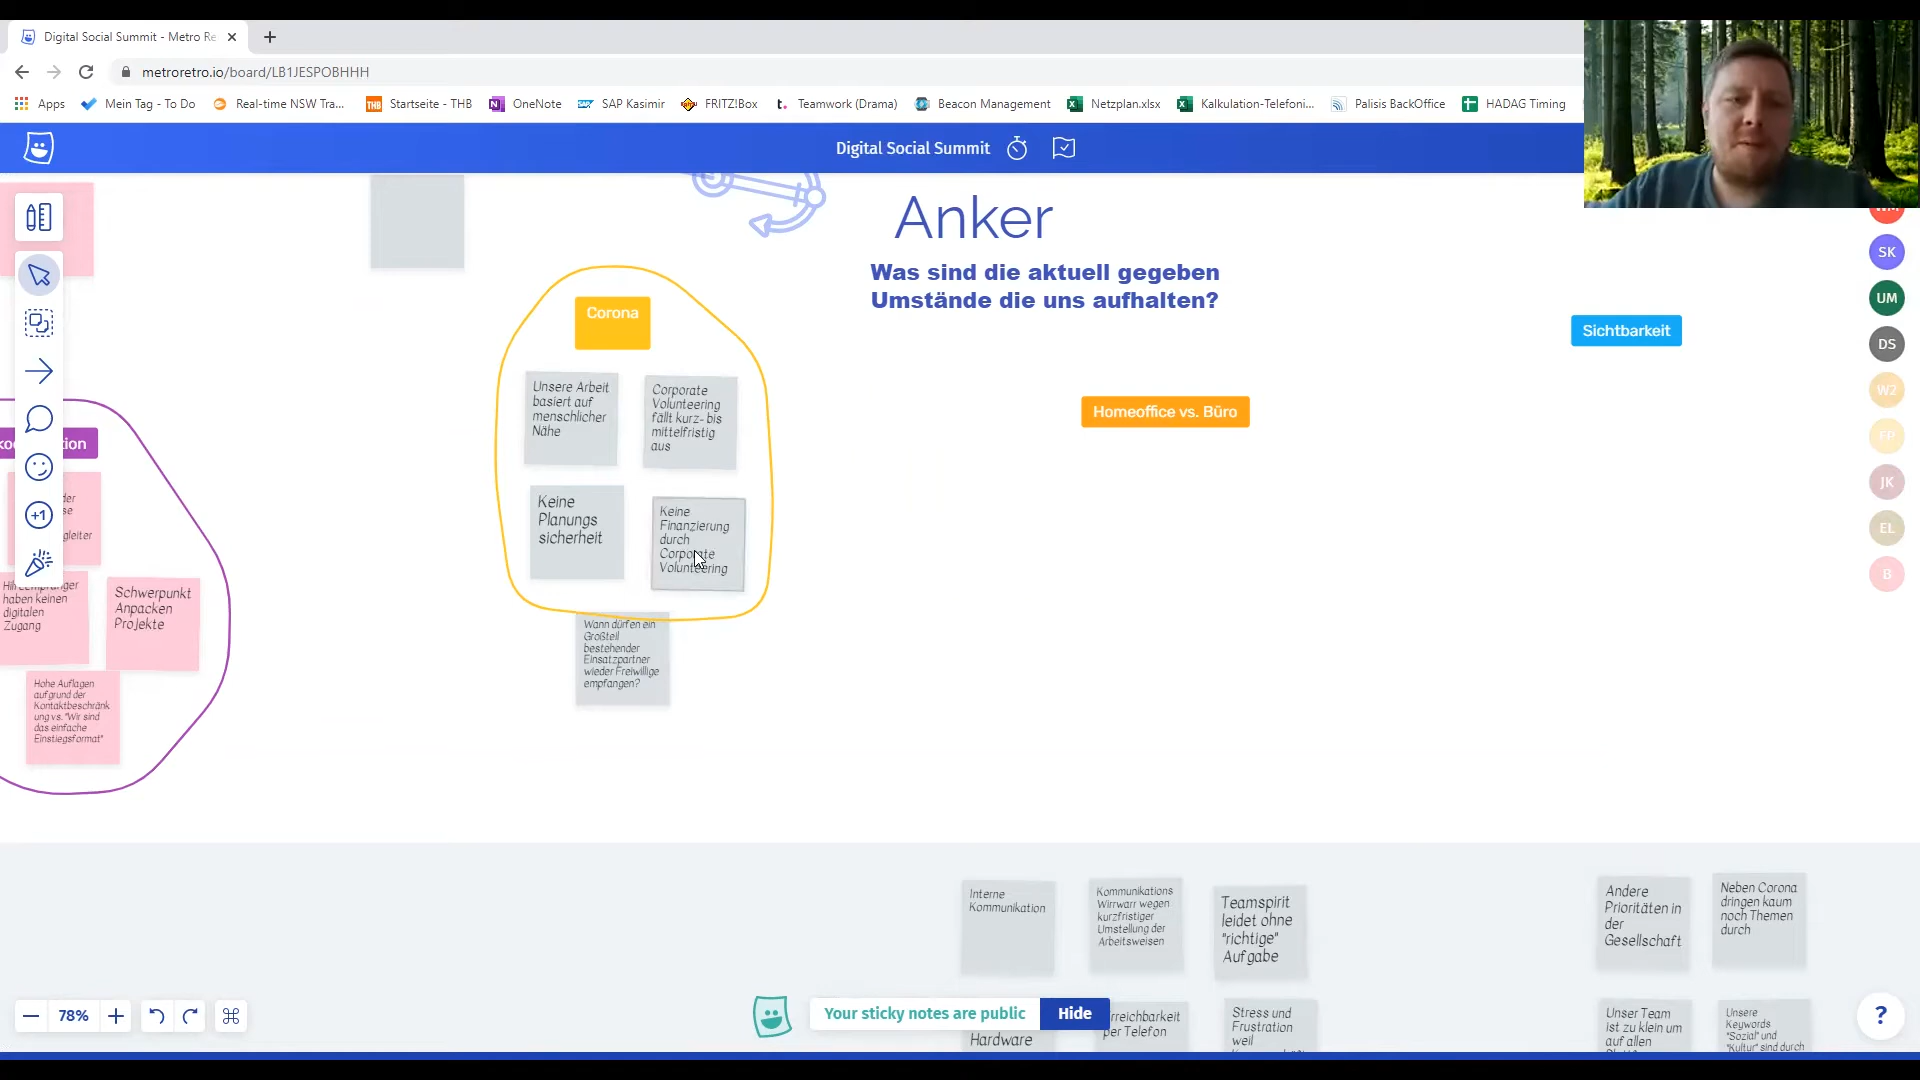 Digital Social Summit - Metro Re
metroretro.io/board/LB1JESPOBHHH
Apps
Mein Tag - To Do
Real-time NSW Tra...
Startseite - THB
OneNote
SAP Kasimir
FRITZ!Box
Teamwork (Drama)
Beacon Management
Netzplan.xlsx
Kalkulation-Telefoni...
Palisis BackOffice
HADAG Timing
Digital Social Summit
Anker
Was sind die aktuell gegeben
Umstände die uns aufhalten?
SK
UM
DS
W2
FP
JK
EL
B
Sichtbarkeit
Homeoffice vs. Büro
Corona
Unsere Arbeit
basiert auf
menschlicher
Nähe
Corporate
Volunteering
fällt kurz- bis
mittelfristig
aus
Keine
Planungs
sicherheit
Keine
Finanzierung
durch
Corporate
Volunteering
Wann dürfen ein
Großteil
bestehender
Einsatzpartner
wieder Freiwillige
empfangen?
+1
haben keinen
digitalen
Zugang
Schwerpunkt
Anpacken
Projekte
Hohe Auflagen
aufgrund der
Kontaktbeschränk
ung vs. "Wir sind
das einfache
Einstiegsformat"
Interne
Kommunikation
Kommunikations
Wirrwarr wegen
kurzfristiger
Umstellung der
Arbeitsweisen
Teamspirit
leidet ohne
"richtige"
Aufgabe
Andere
Prioritäten in
der
Gesellschaft
Neben Corona
dringen kaum
noch Themen
durch
Hardware
per Telefon
Stress und
Frustration
weil
Unser Team
ist zu klein um
auf allen
Unsere
Keywords
"Sozial" und
"Kultur" sind durch
78%
Your sticky notes are public
Hide
?